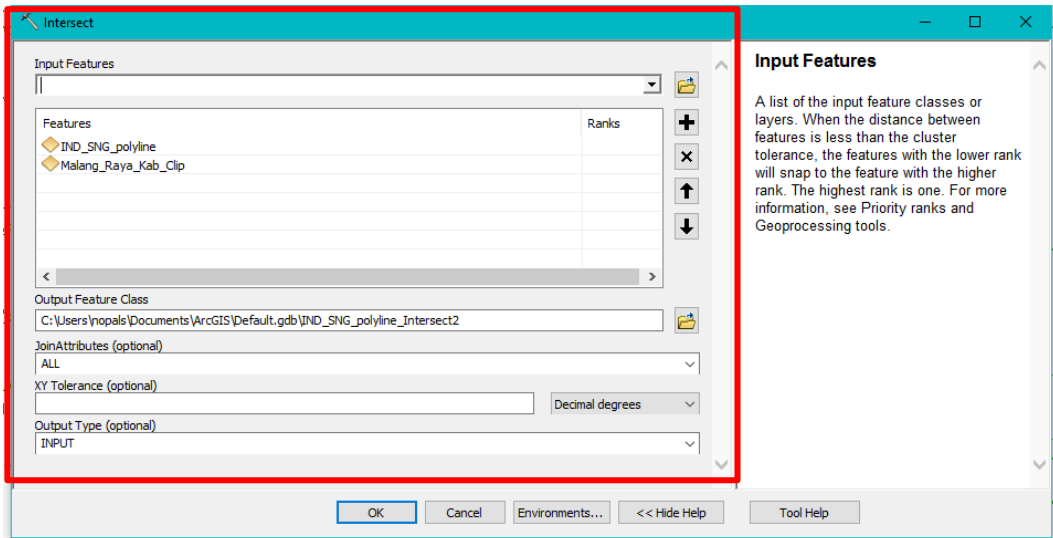 Intersect
Input Features
Features
Ranks
IND_SNG_polyline
Malang_Raya_Kab_Clip
Output Feature Class
C:\Users\nopals\Documents\ArcGIS\Default.gdb\IND_SNG_polyline_Intersect2
JoinAttributes (optional)
ALL
XY Tolerance (optional)
Decimal degrees
Output Type (optional)
INPUT
Input Features
A list of the input feature classes or
layers. When the distance between
features is less than the cluster
tolerance, the features with the lower rank
will snap to the feature with the higher
rank. The highest rank is one. For more
information, see Priority ranks and
Geoprocessing tools.
OK
Cancel
Environments...
<< Hide Help
Tool Help